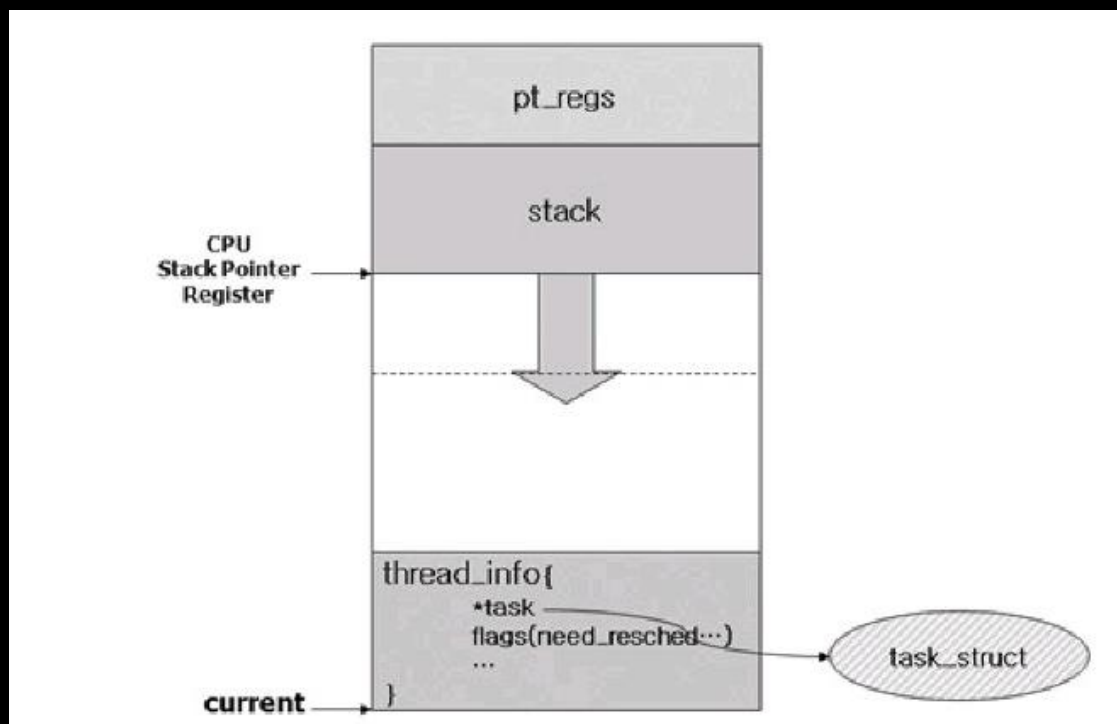 pt_regs
stack
CPU
Stack Pointer
Register
thread_info{
*task
flags(need_resched…)
…
}
task_struct
current